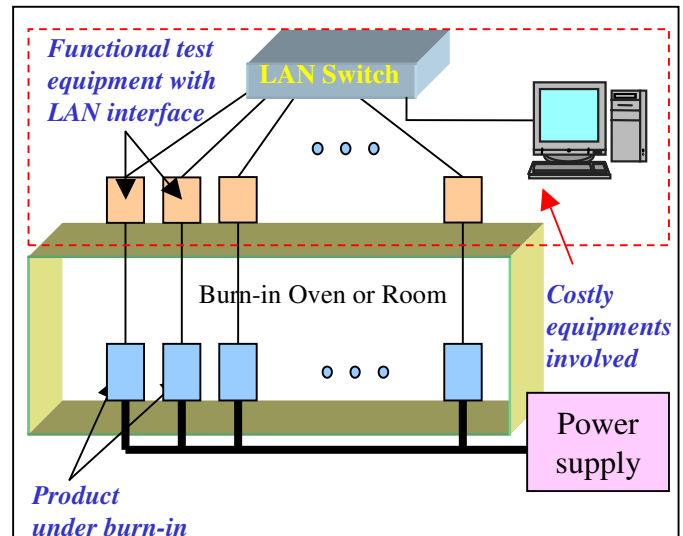 Functional test
equipment with
LAN interface
LAN Switch
Burn-in Oven or Room
Costly
equipments
involved
Power
supply
Product
under burn-in